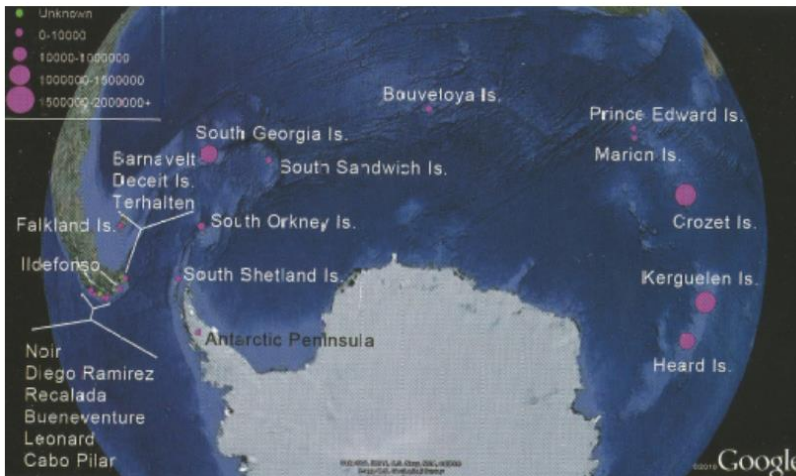 Unknown
0-10000
10000-1000000
1000000-1500000
1500000-2000000+
Bouveloya Is.
Prince Edward Is.
South Georgia Is.
Barnavelt
Marion Is.
South Sandwich Is.
Deceit Is.
Terhalten
Crozet Is.
Falkland Is.
South Orkney Is.
Ildefonso
South Shetland Is.
Kerguelen Is.
Antarctic Peninsula
Heard Is.
Noir
Diego Ramirez
Recalada
Bueneventure
Leonard
Cabo Pilar
©2010 Google